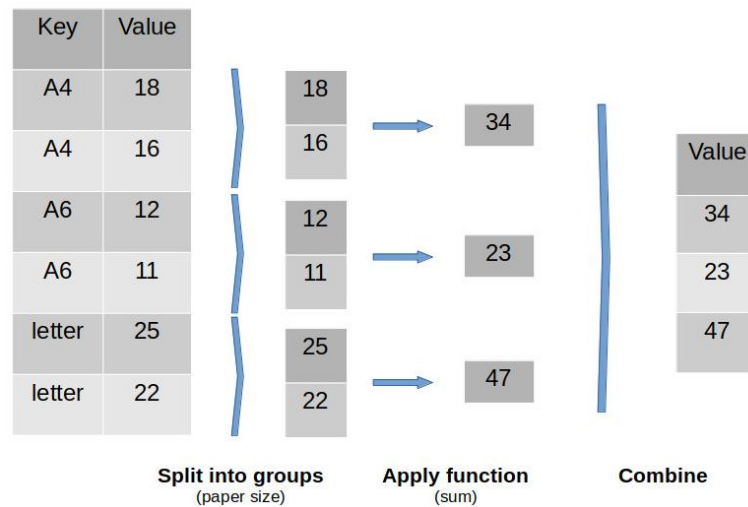 Key Value
A4 18
A4 16
A6 12
A6 11
letter 25
letter 22
18
16
12
11
25
22
34
23
47
Value
34
23
47
Split into groups
(paper size)
Apply function
(sum)
Combine